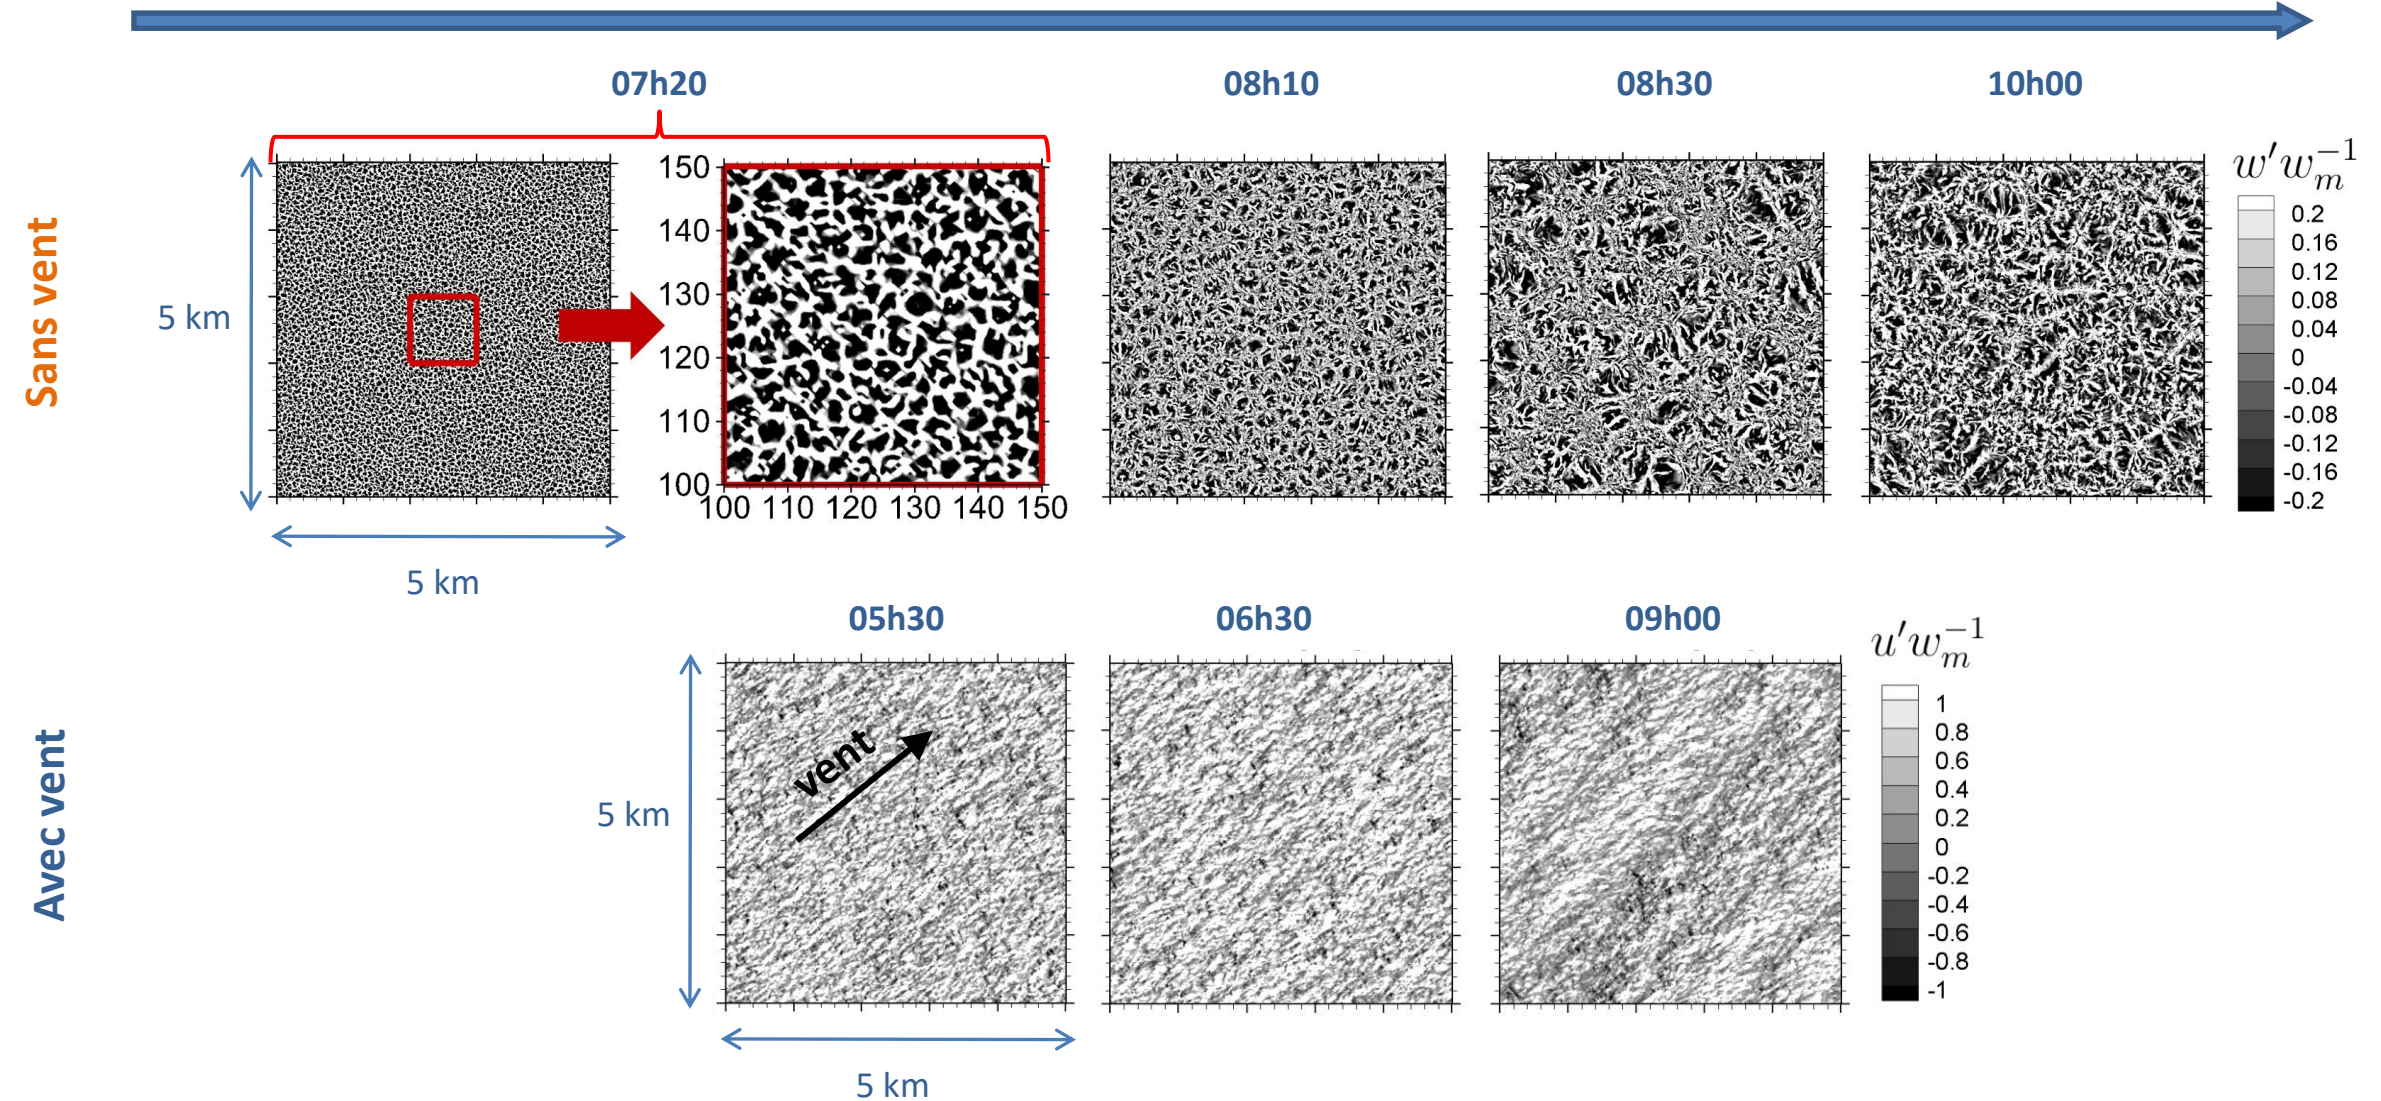 07h20
08h10
08h30
10h00
Sans vent
5 km
5 km
150
140
130
120
110
100
100 110 120 130 140 150
w′w_m^{-1}
0.2
0.16
0.12
0.08
0.04
0
-0.04
-0.08
-0.12
-0.16
-0.2
05h30
06h30
09h00
Avec vent
5 km
vent
5 km
u′w_m^{-1}
1
0.8
0.6
0.4
0.2
0
-0.2
-0.4
-0.6
-0.8
-1